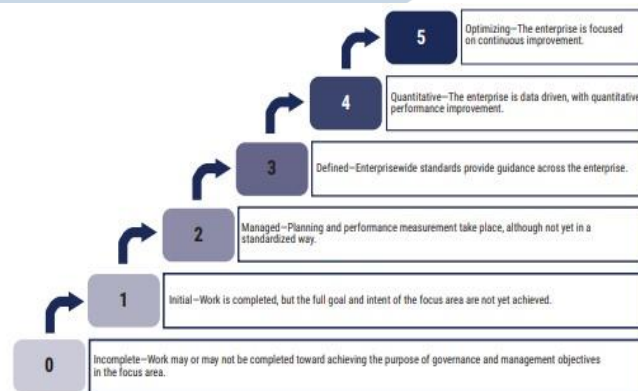 5
Optimizing—The enterprise is focused
on continuous improvement.
4
Quantitative—The enterprise is data driven, with quantitative
performance improvement.
3
Defined—Enterprisewide standards provide guidance across the enterprise.
2
Managed—Planning and performance measurement take place, although not yet in a
standardized way.
1
Initial—Work is completed, but the full goal and intent of the focus area are not yet achieved.
0
Incomplete—Work may or may not be completed toward achieving the purpose of governance and management objectives
in the focus area.